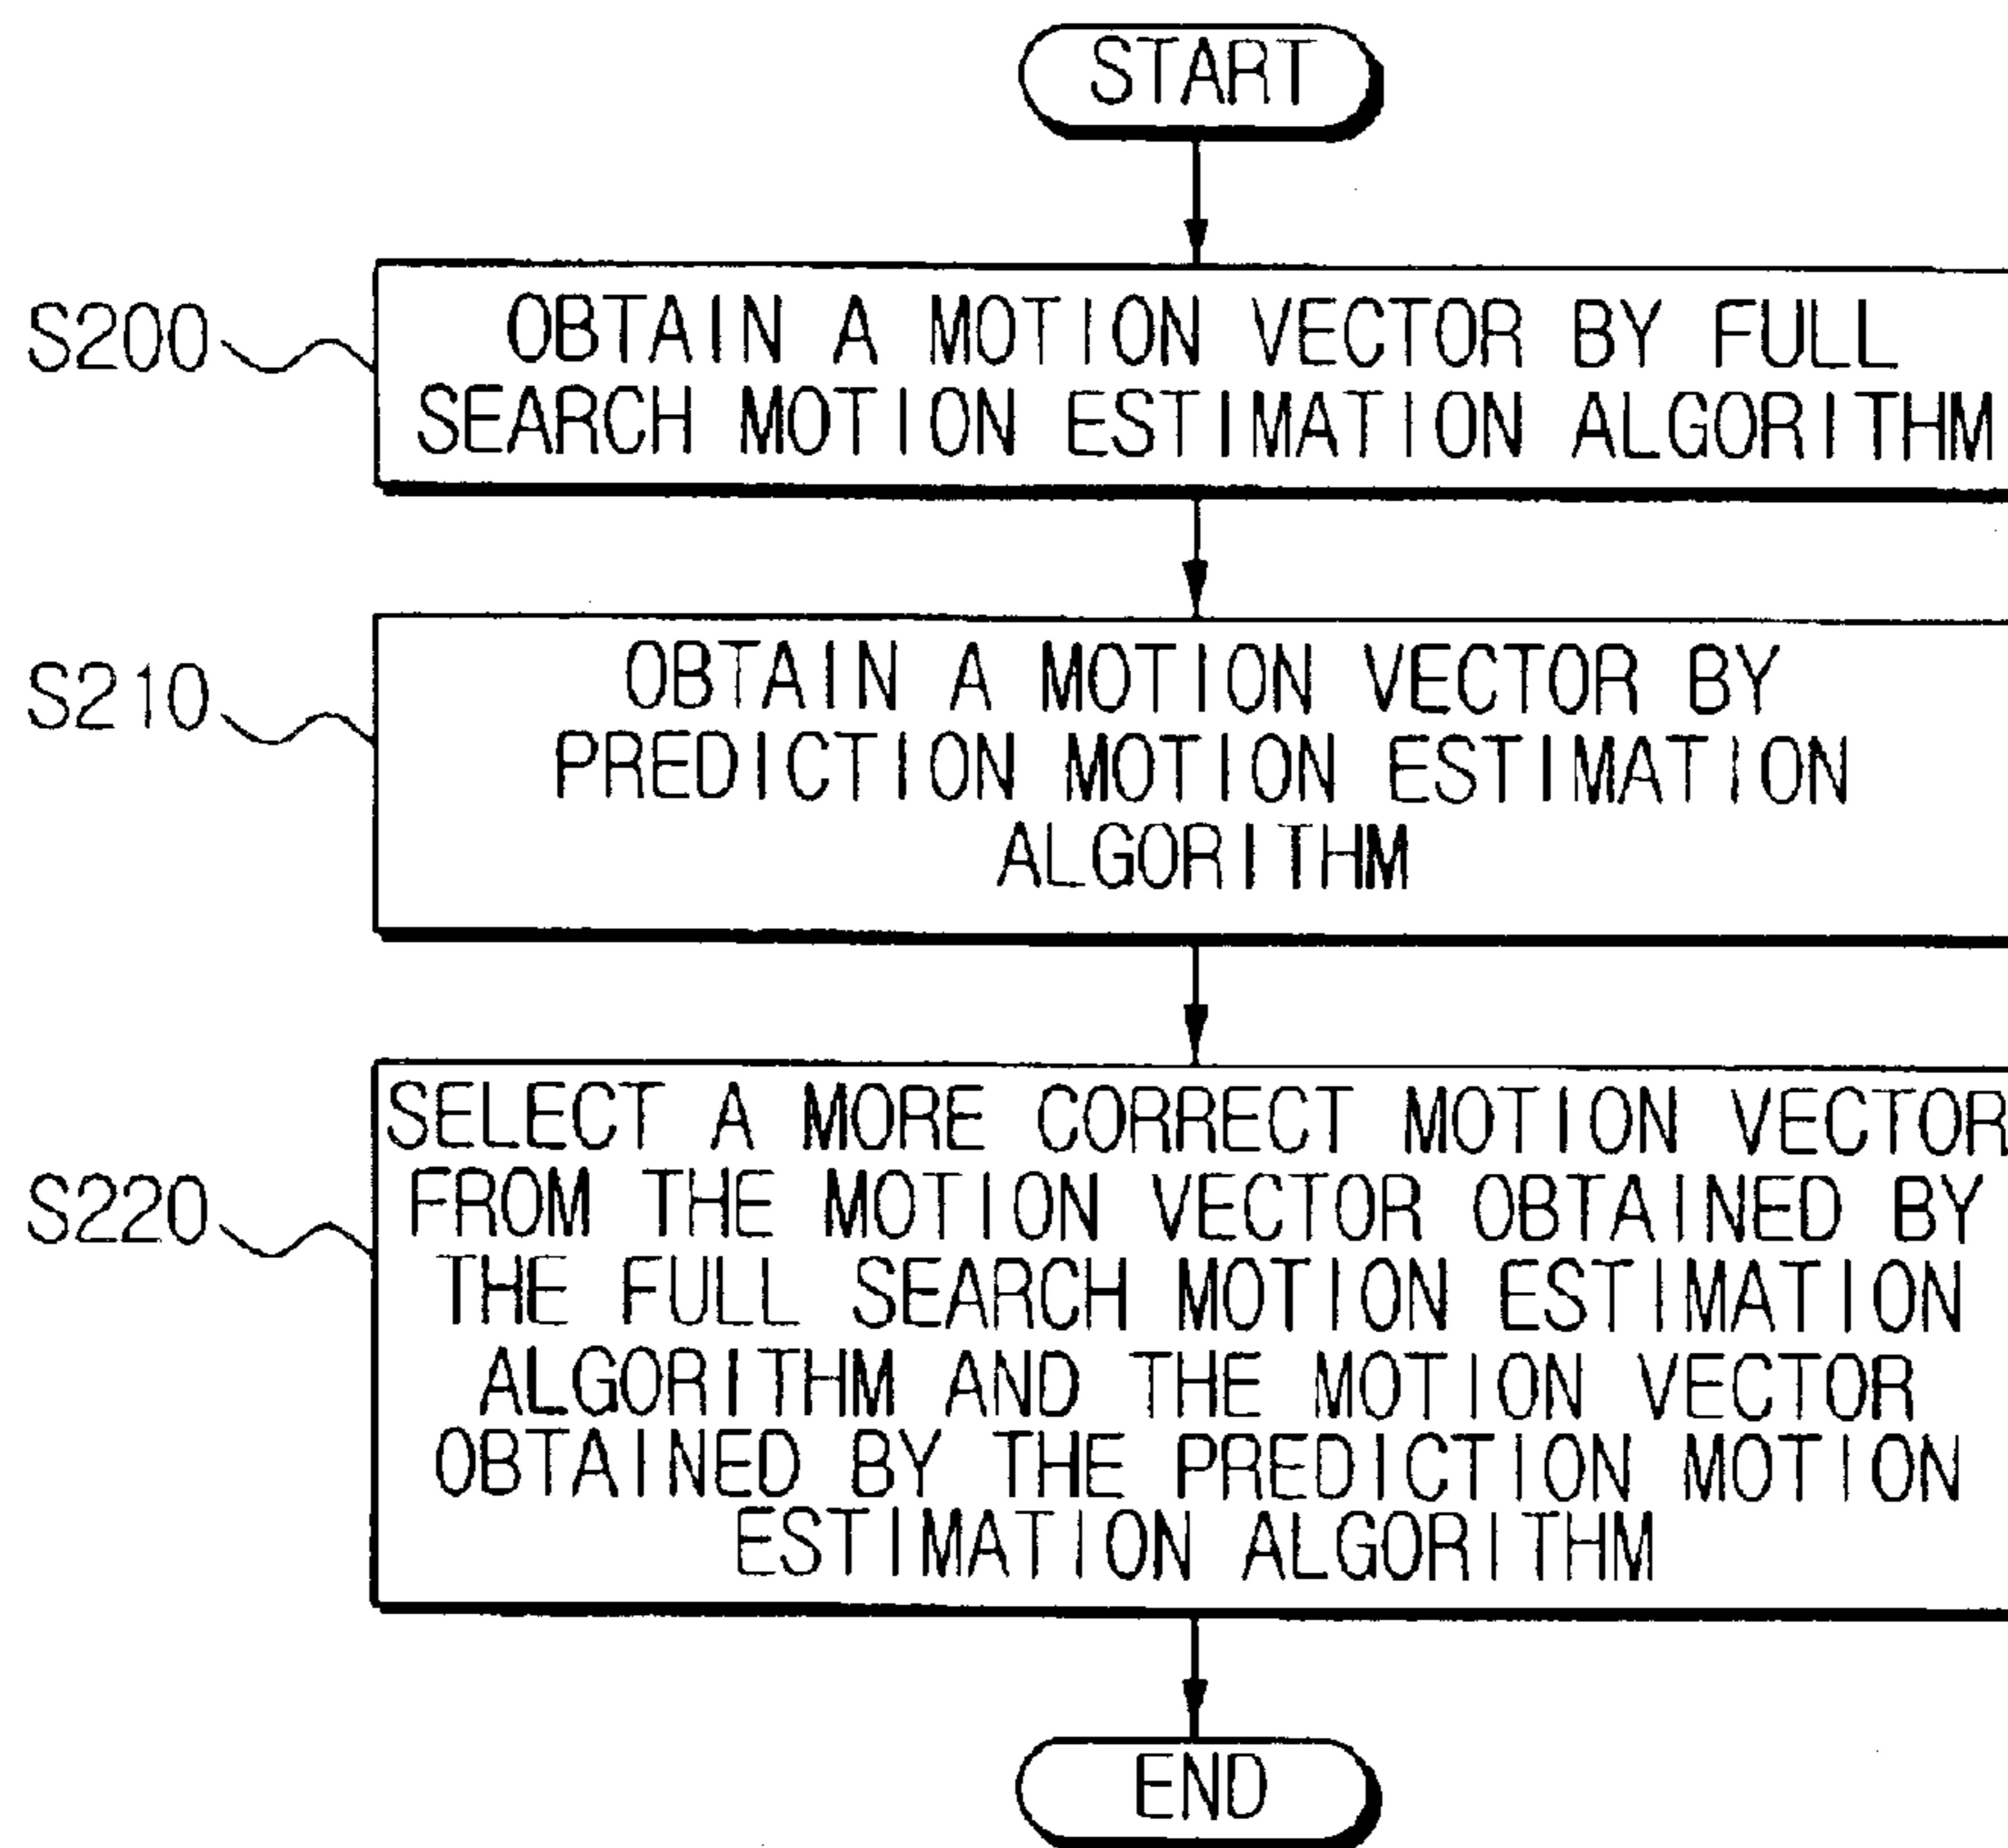 START
S200
OBTAIN A MOTION VECTOR BY FULL
SEARCH MOTION ESTIMATION ALGORITHM
S210
OBTAIN A MOTION VECTOR BY
PREDICTION MOTION ESTIMATION
ALGORITHM
S220
SELECT A MORE CORRECT MOTION VECTOR
FROM THE MOTION VECTOR OBTAINED BY
THE FULL SEARCH MOTION ESTIMATION
ALGORITHM AND THE MOTION VECTOR
OBTAINED BY THE PREDICTION MOTION
ESTIMATION ALGORITHM
END